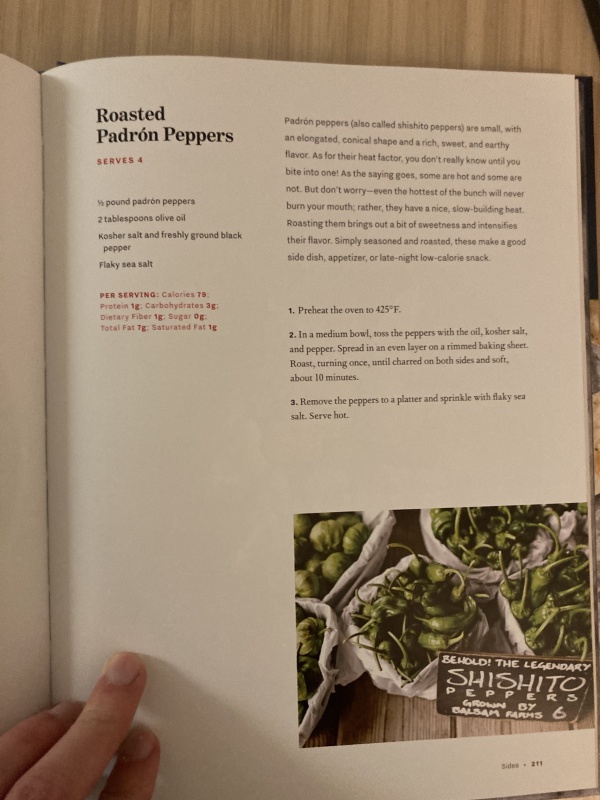 Roasted
Padrón Peppers
SERVES 4
½ pound padrón peppers
2 tablespoons olive oil
Kosher salt and freshly ground black
pepper
Flaky sea salt
PER SERVING: Calories 79;
Protein 1g; Carbohydrates 3g;
Dietary Fiber 1g; Sugar 0g;
Total Fat 7g; Saturated Fat 1g
Padrón peppers (also called shishito peppers) are small, with
an elongated, conical shape and a rich, sweet, and earthy
flavor. As for their heat factor, you don't really know until you
bite into one! As the saying goes, some are hot and some are
not. But don't worry—even the hottest of the bunch will never
burn your mouth; rather, they have a nice, slow-building heat.
Roasting them brings out a bit of sweetness and intensifies
their flavor. Simply seasoned and roasted, these make a good
side dish, appetizer, or late-night low-calorie snack.
1. Preheat the oven to 425°F.
2. In a medium bowl, toss the peppers with the oil, kosher salt,
and pepper. Spread in an even layer on a rimmed baking sheet.
Roast, turning once, until charred on both sides and soft,
about 10 minutes.
3. Remove the peppers to a platter and sprinkle with flaky sea
salt. Serve hot.
BEHOLD! THE LEGENDARY
SHISHITO
PEPPERS
GROWN BY
BALSAM FARMS 6
Sides • 211